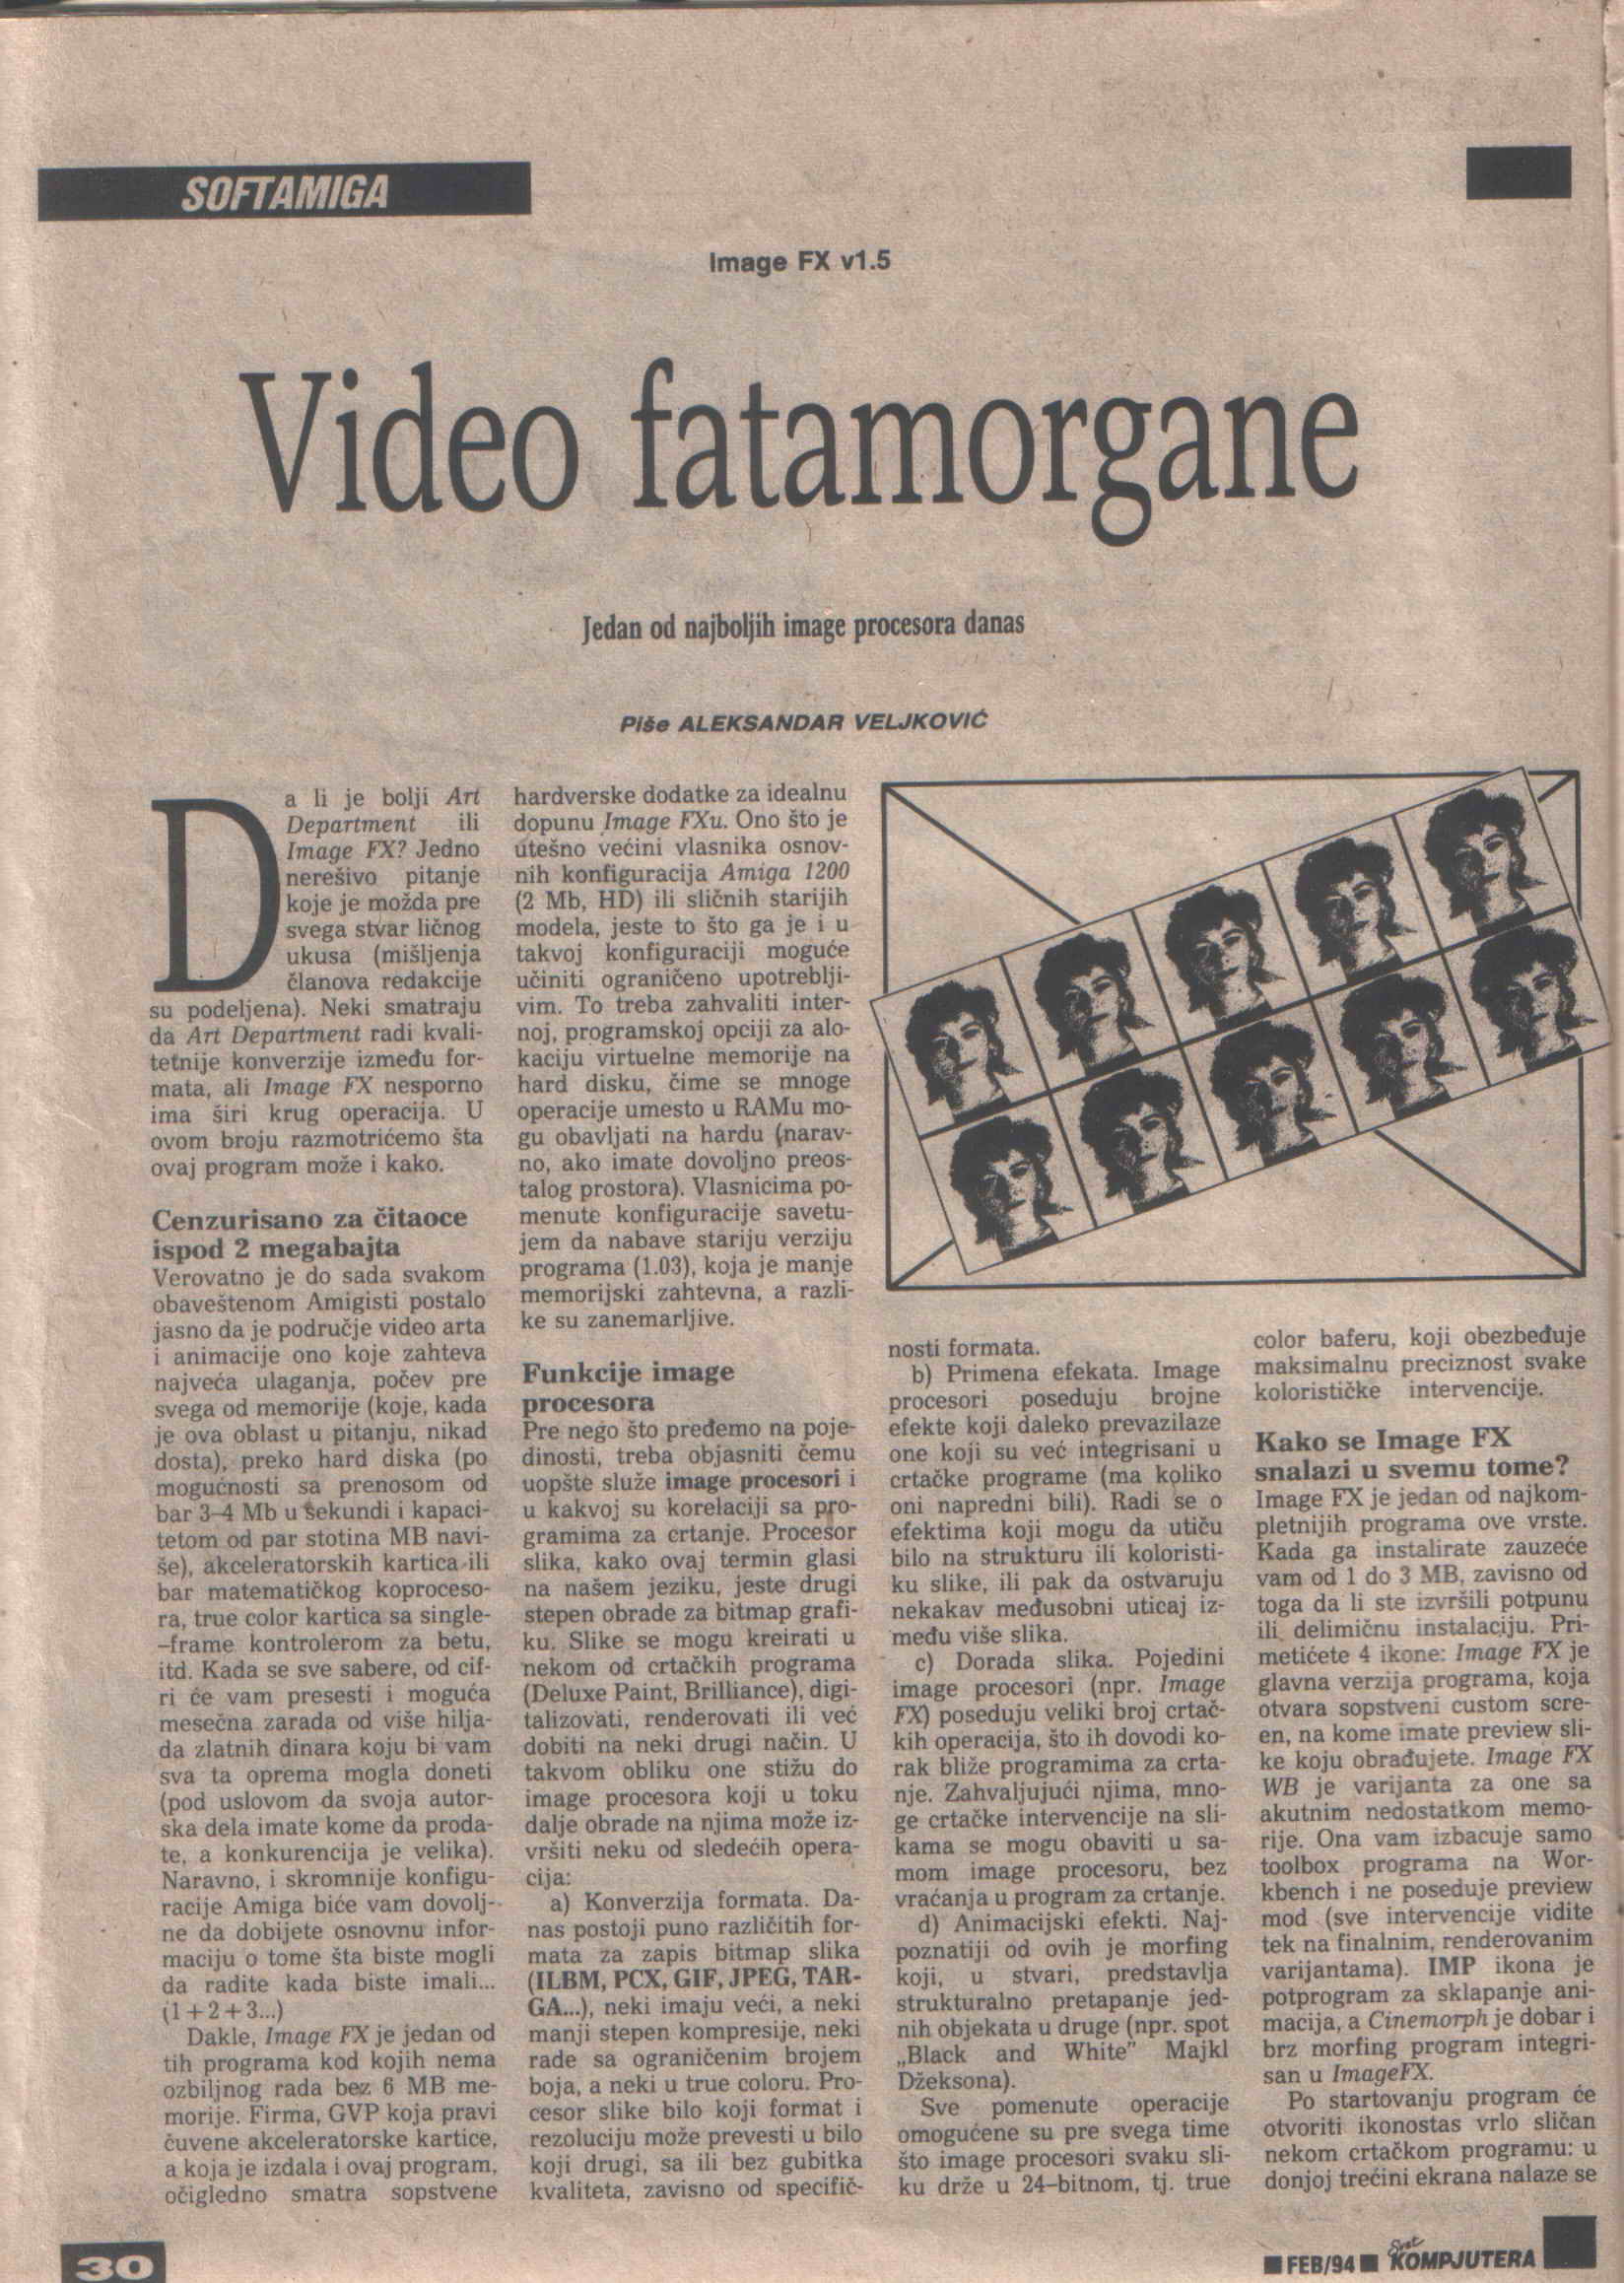 SOFTAMIGA
Image FX v1.5
Video fatamorgane
Jedan od najboljih image procesora danas
Piše ALEKSANDAR VELJKOVIĆ
Da li je bolji Art
Department ili
Image FX? Jedno
nerešivo pitanje
koje je možda pre
svega stvar ličnog
ukusa (mišljenja
članova redakcije
su podeljena). Neki smatraju
da Art Department radi kvali-
tetnije konverzije između for-
mata, ali Image FX nesporno
ima širi krug operacija. U
ovom broju razmotrićemo šta
ovaj program može i kako.
Cenzurisano za čitaoce
ispod 2 megabajta
Verovatno je do sada svakom
obaveštenom Amigisti postalo
jasno da je područje video arta
i animacije ono koje zahteva
najveća ulaganja, počev pre
svega od memorije (koje, kada
je ova oblast u pitanju, nikad
dosta), preko hard diska (po
mogućnosti sa prenosom od
bar 3–4 Mb u sekundi i kapaci-
tetom od par stotina MB navi-
še), akceleratorskih kartica ili
bar matematičkog koproceso-
ra, true color kartica sa single-
–frame kontrolerom za betu,
itd. Kada se sve sabere, od cif-
ri će vam presesti i moguća
mesečna zarada od više hilja-
da zlatnih dinara koju bi vam
sva ta oprema mogla doneti
(pod uslovom da svoja autor-
ska dela imate kome da proda-
te, a konkurencija je velika).
Naravno, i skromnije konfigu-
racije Amiga biće vam dovolj-
ne da dobijete osnovnu infor-
maciju o tome šta biste mogli
da radite kada biste imali...
(1+2+3...)
Dakle, Image FX je jedan od
tih programa kod kojih nema
ozbiljnog rada bez 6 MB me-
morije. Firma, GVP koja pravi
čuvene akceleratorske kartice,
a koja je izdala i ovaj program,
očigledno smatra sopstvene
hardverske dodatke za idealnu
dopunu Image FXu. Ono što je
utešno većini vlasnika osnov-
nih konfiguracija Amiga 1200
(2 Mb, HD) ili sličnih starijih
modela, jeste to što ga je i u
takvoj konfiguraciji moguće
učiniti ograničeno upotreblji-
vim. To treba zahvaliti inter-
noj, programskoj opciji za alo-
kaciju virtuelne memorije na
hard disku, čime se mnoge
operacije umesto u RAMu mo-
gu obavljati na hardu (narav-
no, ako imate dovoljno preos-
talog prostora). Vlasnicima po-
menute konfiguracije savetu-
jem da nabave stariju verziju
programa (1.03), koja je manje
memorijski zahtevna, a razli-
ke su zanemarljive.
Funkcije image
procesora
Pre nego što pređemo na poje-
dinosti, treba objasniti čemu
uopšte služe image procesori i
u kakvoj su korelaciji sa pro-
gramima za crtanje. Procesor
slika, kako ovaj termin glasi
na našem jeziku, jeste drugi
stepen obrade za bitmap grafi-
ku. Slike se mogu kreirati u
nekom od crtačkih programa
(Deluxe Paint, Brilliance), digi-
talizovati, renderovati ili već
dobiti na neki drugi način. U
takvom obliku one stižu do
image procesora koji u toku
dalje obrade na njima može iz-
vršiti neku od sledećih opera-
cija:
a) Konverzija formata. Da-
nas postoji puno različitih for-
mata za zapis bitmap slika
(ILBM, PCX, GIF, JPEG, TAR-
GA...), neki imaju veći, a neki
manji stepen kompresije, neki
rade sa ograničenim brojem
boja, a neki u true coloru. Pro-
cesor slike bilo koji format i
rezoluciju može prevesti u bilo
koji drugi, sa ili bez gubitka
kvaliteta, zavisno od specifič-
nosti formata.
b) Primena efekata. Image
procesori poseduju brojne
efekte koji daleko prevazilaze
one koji su već integrisani u
crtačke programe (ma koliko
oni napredni bili). Radi se o
efektima koji mogu da utiču
bilo na strukturu ili koloristi-
ku slike, ili pak da ostvaruju
nekakav međusobni uticaj iz-
među više slika.
c) Dorada slika. Pojedini
image procesori (npr. Image
FX) poseduju veliki broj crtač-
kih operacija, što ih dovodi ko-
rak bliže programima za crta-
nje. Zahvaljujući njima, mno-
ge crtačke intervencije na sli-
kama se mogu obaviti u sa-
mom image procesoru, bez
vraćanja u program za crtanje.
d) Animacijski efekti. Naj-
poznatiji od ovih je morfing
koji, u stvari, predstavlja
strukturalno pretapanje jed-
nih objekata u druge (npr. spot
„Black and White” Majkl
Džeksona).
Sve pomenute operacije
omogućene su pre svega time
što image procesori svaku sli-
ku drže u 24–bitnom, tj. true
color baferu, koji obezbeđuje
maksimalnu preciznost svake
kolorističke intervencije.
Kako se Image FX
snalazi u svemu tome?
Image FX je jedan od najkom-
pletnijih programa ove vrste.
Kada ga instalirate zauzeće
vam od 1 do 3 MB, zavisno od
toga da li ste izvršili potpunu
ili delimičnu instalaciju. Pri-
metićete 4 ikone: Image FX je
glavna verzija programa, koja
otvara sopstveni custom scre-
en, na kome imate preview sli-
ke koju obrađujete. Image FX
WB je varijanta za one sa
akutnim nedostatkom memo-
rije. Ona vam izbacuje samo
toolbox programa na Wor-
kbench i ne poseduje preview
mod (sve intervencije vidite
tek na finalnim, renderovanim
varijantama). IMP ikona je
potprogram za sklapanje ani-
macija, a Cinemorph je dobar i
brz morfing program integri-
san u ImageFX.
Po startovanju program će
otvoriti ikonostas vrlo sličan
nekom crtačkom programu: u
donjoj trećini ekrana nalaze se
30
FEB/94 Svet KOMPJUTERA